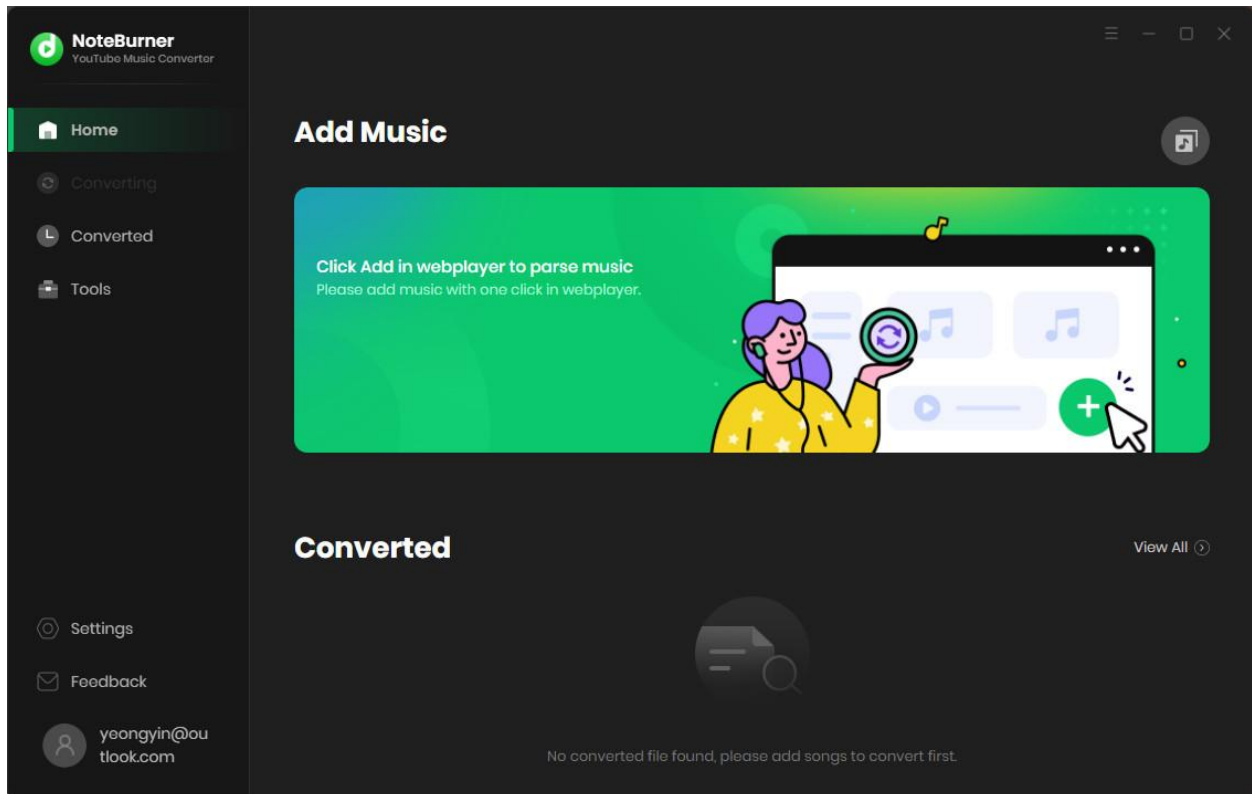 NoteBurner
YouTube Music Converter
Home
Converting
Converted
Tools
Settings
Feedback
yeongyin@ou
tlook.com
Add Music
Click Add in webplayer to parse music
Please add music with one click in webplayer.
Converted
View All
No converted file found, please add songs to convert first.